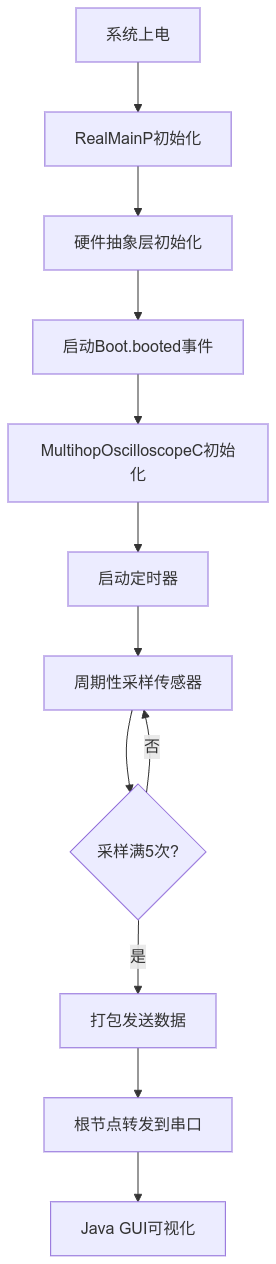 系统上电
RealMainP初始化
硬件抽象层初始化
启动Boot.booted事件
MultihopOscilloscopeC初始
化
启动定时器
周期性采样传感器
否
采样满5次?
是
打包发送数据
根节点转发到串口
Java GUI可视化